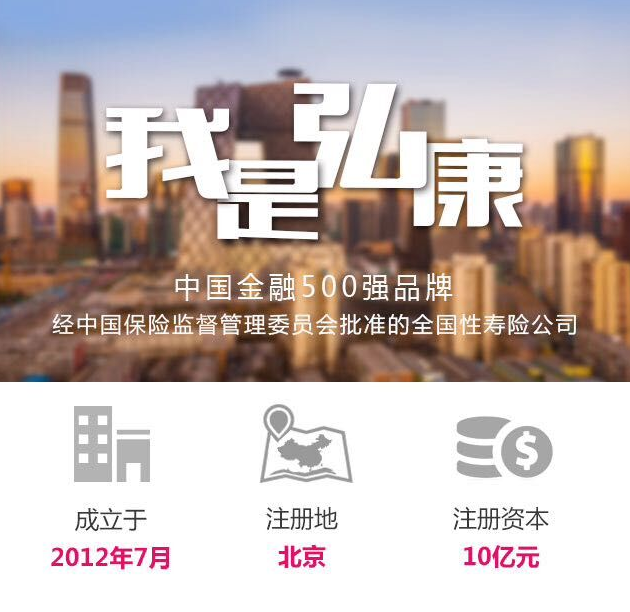 我是弘康
中国金融500强品牌
经中国保险监督管理委员会批准的全国性寿险公司
成立于 注册地 注册资本
2012年7月 北京 10亿元